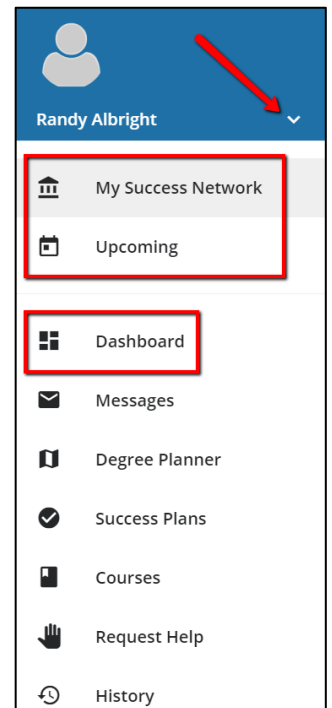 Randy Albright
My Success Network
Upcoming
Dashboard
Messages
Degree Planner
Success Plans
Courses
Request Help
History